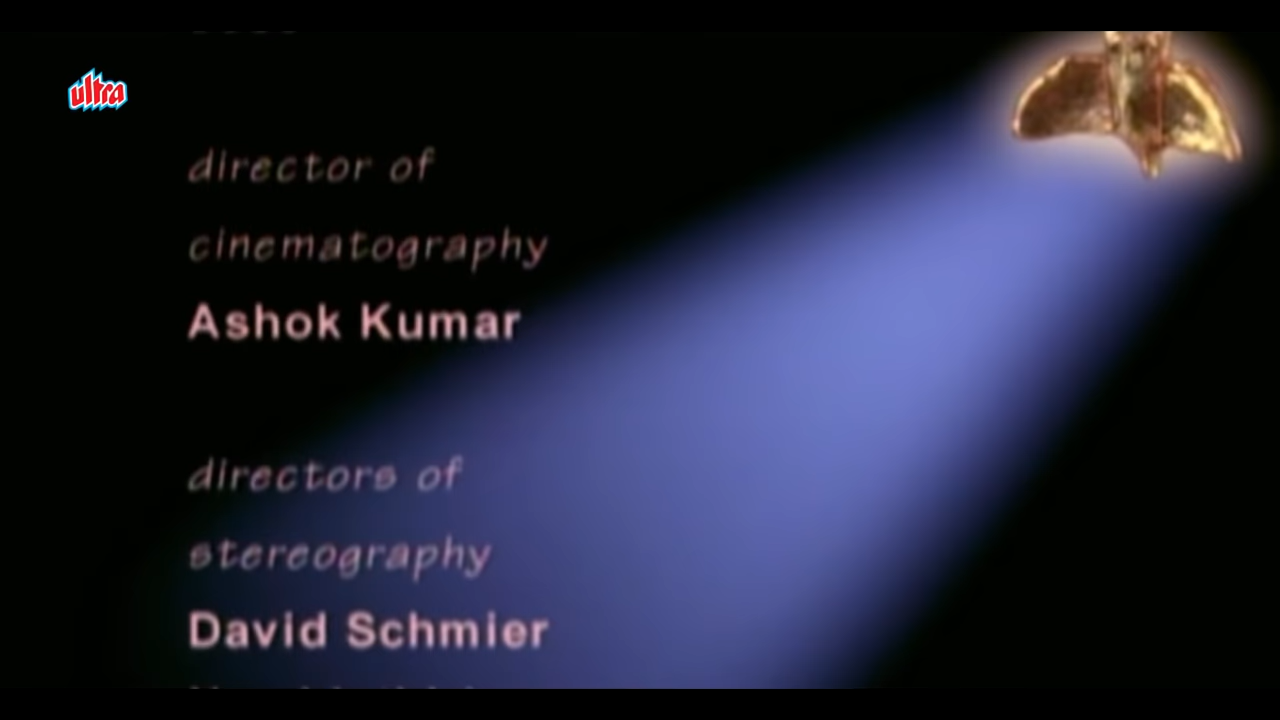 ultra
director of
cinematography
Ashok Kumar
directors of
stereography
David Schmier